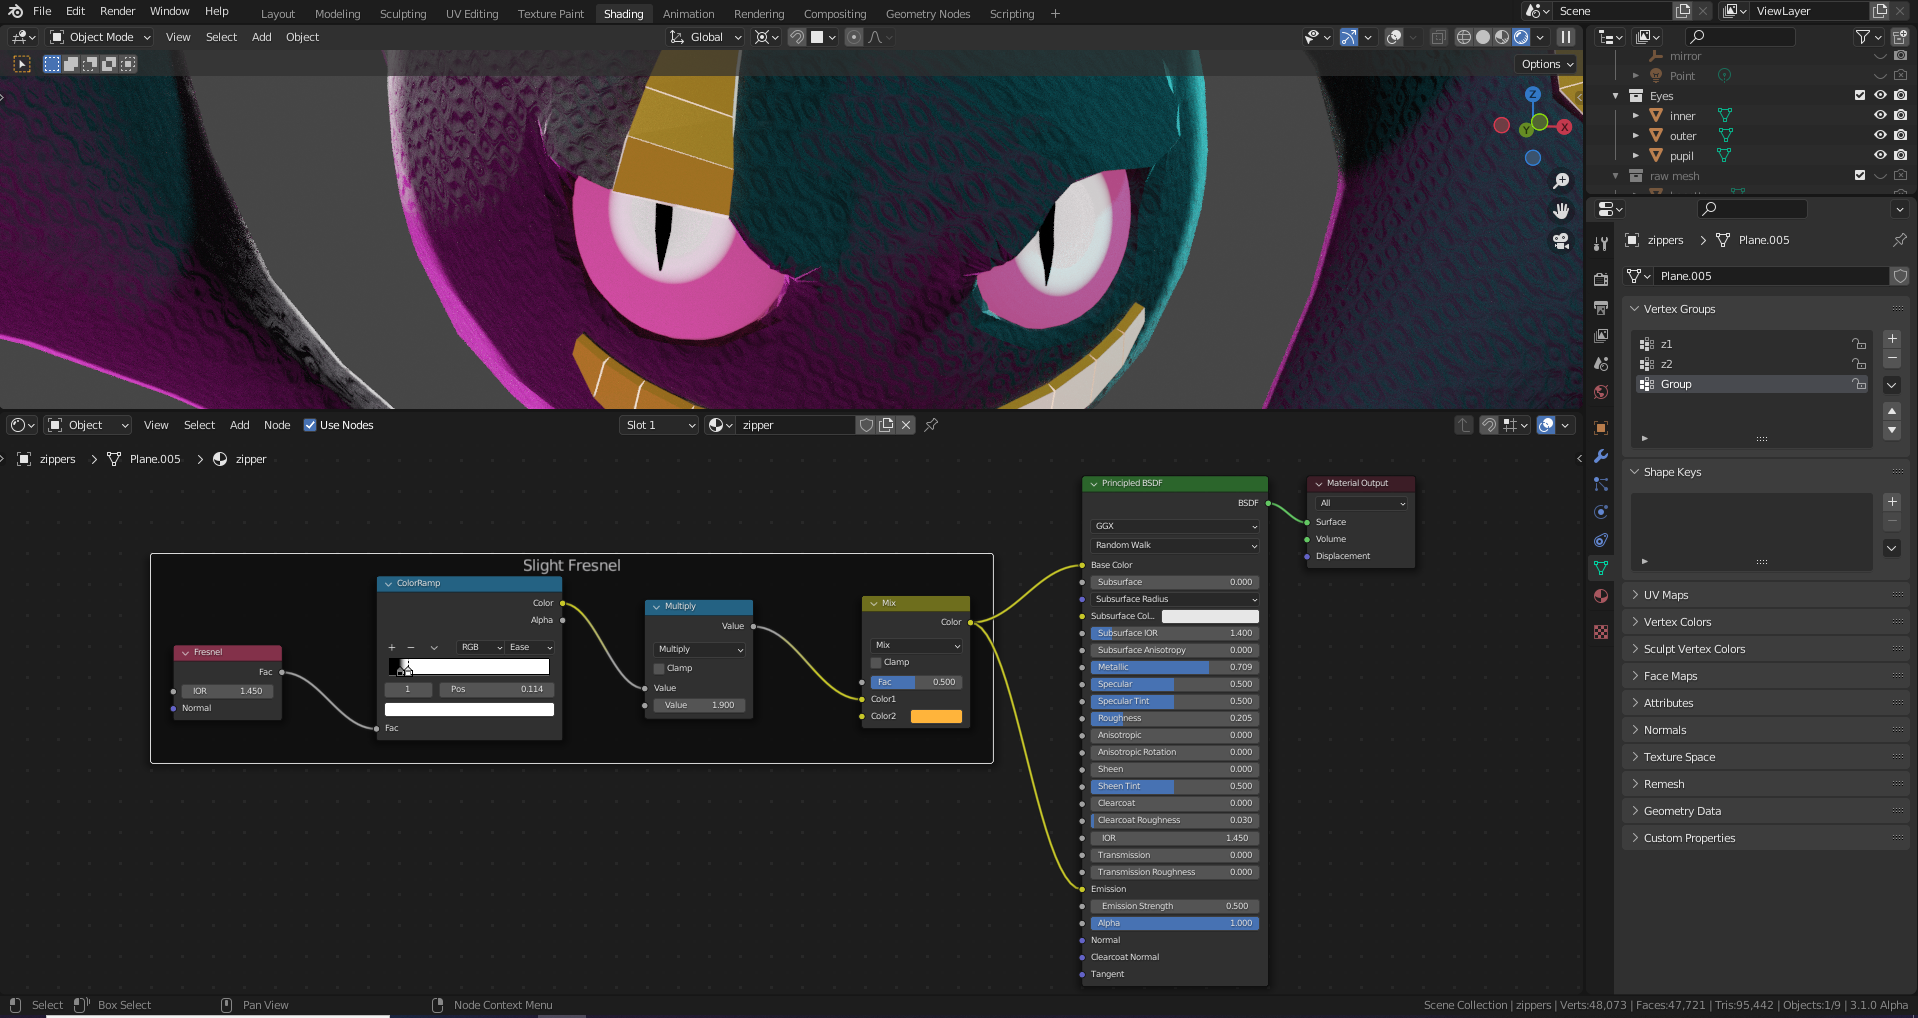 File Edit Render Window Help
Layout Modeling Sculpting UV Editing Texture Paint Shading Animation Rendering Compositing Geometry Nodes Scripting +
Scene ViewLayer
Object Mode View Select Add Object Global
Options
Z
Y X
mirror
Point
Eyes
inner
outer
pupil
raw mesh
zippers > Plane.005
Plane.005
Vertex Groups
z1
z2
Group
Shape Keys
UV Maps
Vertex Colors
Sculpt Vertex Colors
Face Maps
Attributes
Normals
Texture Space
Remesh
Geometry Data
Custom Properties
Object View Select Add Node Use Nodes Slot 1 zipper
zippers > Plane.005 > zipper
Slight Fresnel
Fresnel
Fac
IOR 1.450
Normal
ColorRamp
Color
Alpha
+ − RGB Ease
1 Pos 0.114
Fac
Multiply
Value
Multiply
Clamp
Value
Value 1.900
Mix
Color
Mix
Clamp
Fac 0.500
Color1
Color2
Principled BSDF
BSDF
GGX
Random Walk
Base Color
Subsurface 0.000
Subsurface Radius
Subsurface Col...
Subsurface IOR 1.400
Subsurface Anisotropy 0.000
Metallic 0.709
Specular 0.500
Specular Tint 0.500
Roughness 0.205
Anisotropic 0.000
Anisotropic Rotation 0.000
Sheen 0.000
Sheen Tint 0.500
Clearcoat 0.000
Clearcoat Roughness 0.030
IOR 1.450
Transmission 0.000
Transmission Roughness 0.000
Emission
Emission Strength 0.500
Alpha 1.000
Normal
Clearcoat Normal
Tangent
Material Output
All
Surface
Volume
Displacement
Select Box Select Pan View Node Context Menu
Scene Collection | zippers | Verts:48,073 | Faces:47,721 | Tris:95,442 | Objects:1/9 | 3.1.0 Alpha